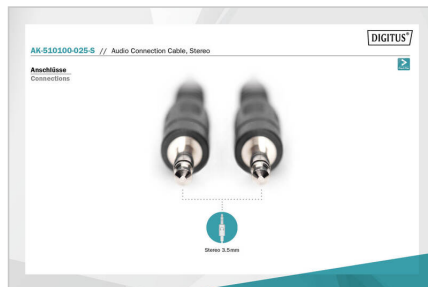 DIGITUS®
AK-510100-025-S // Audio Connection Cable, Stereo
Anschlüsse
Connections
Stereo 3.5mm